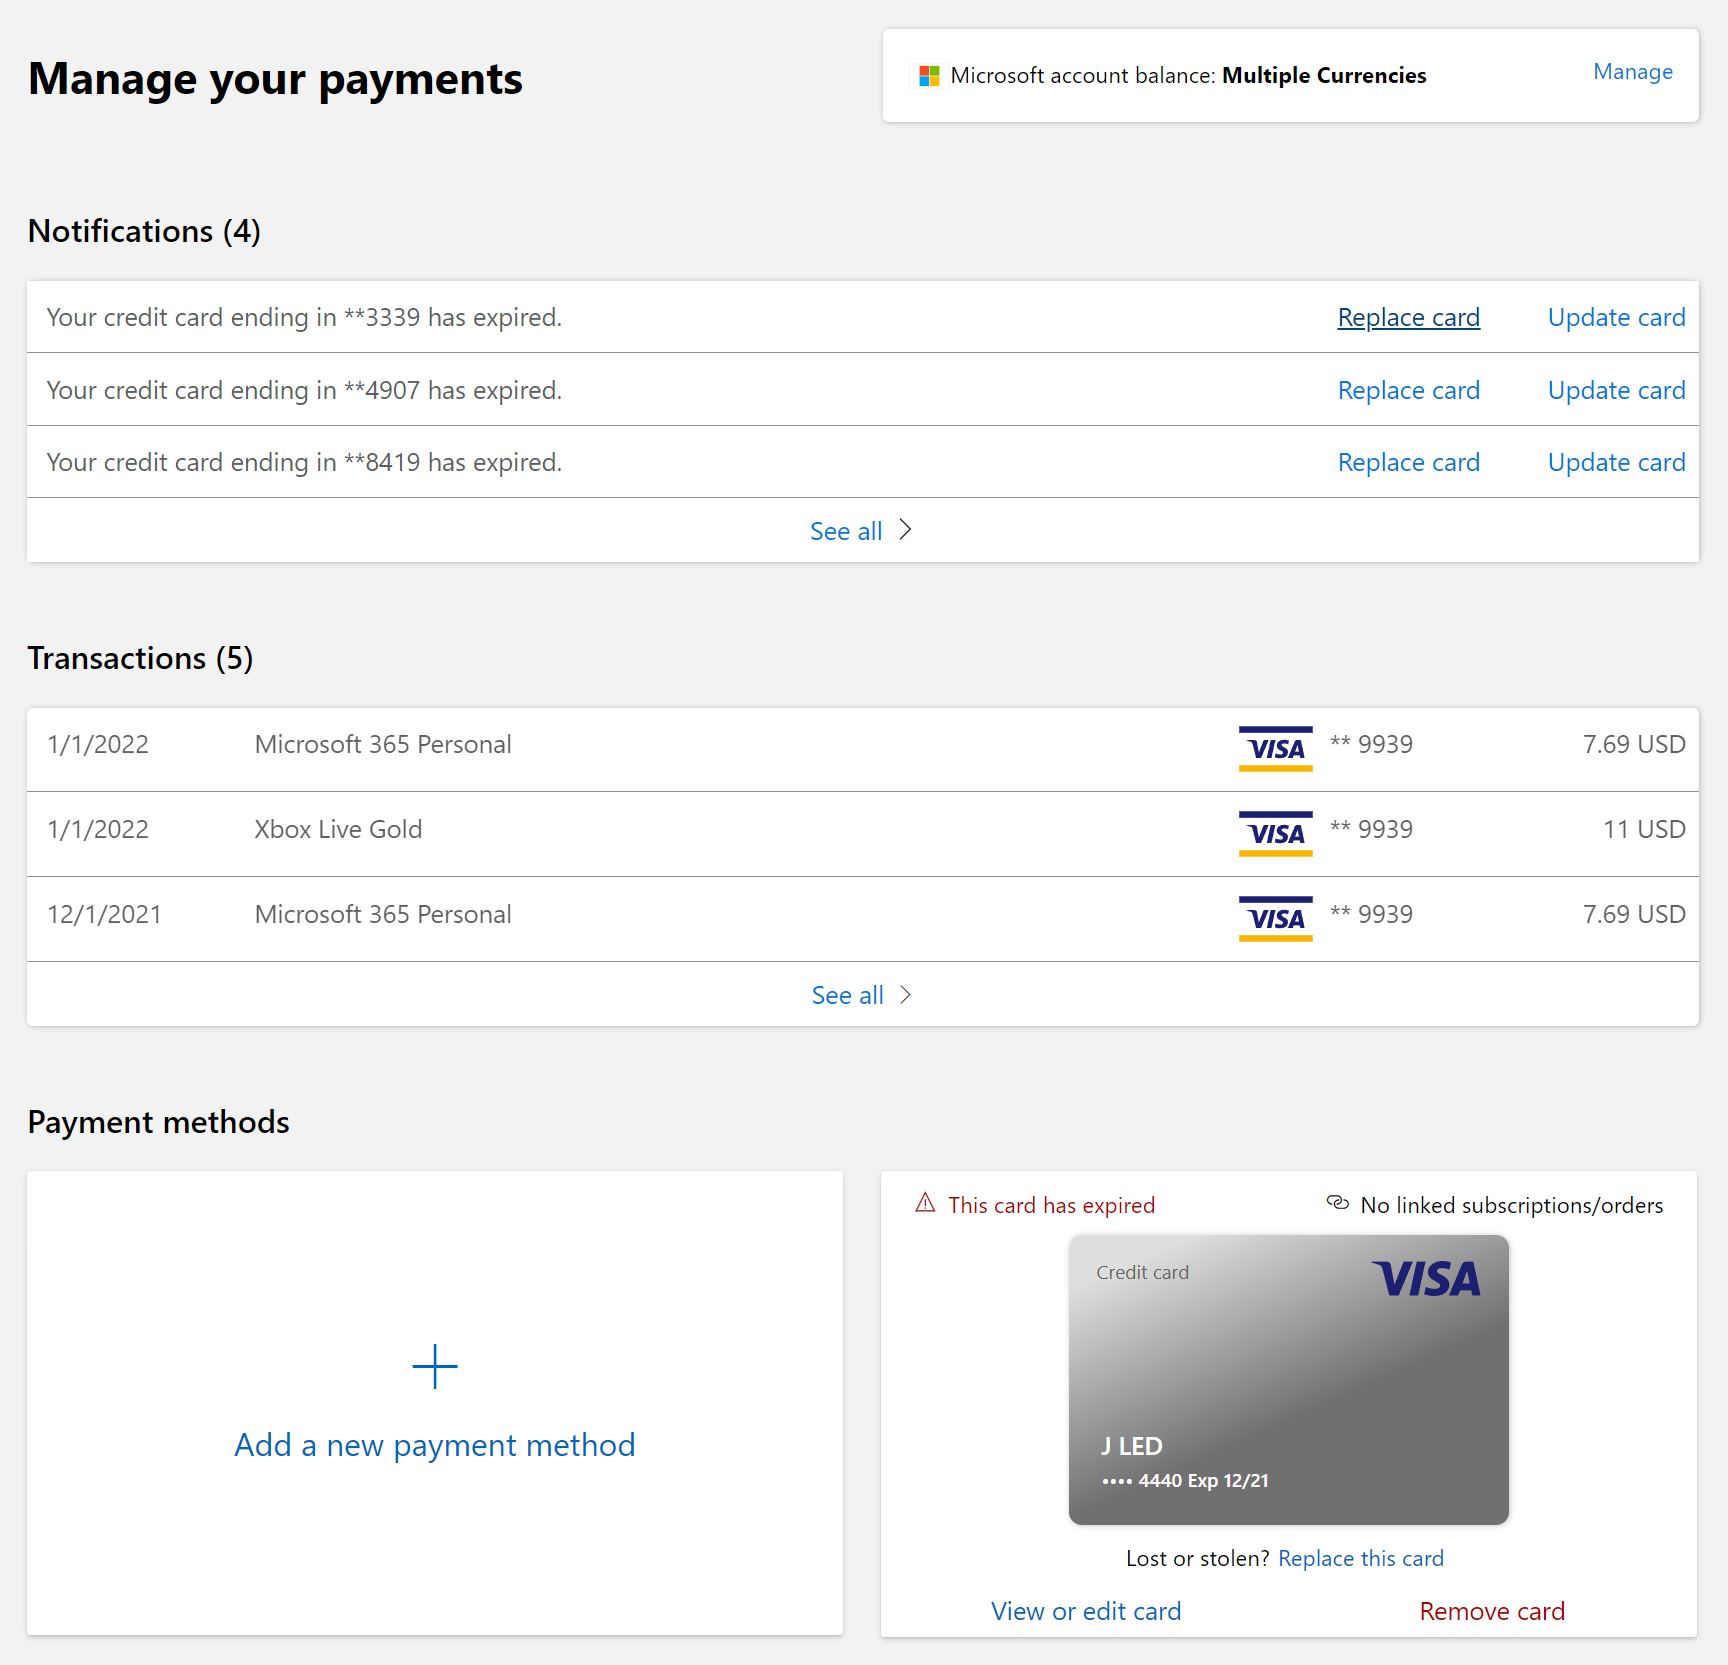 Manage your payments
Microsoft account balance: Multiple Currencies
Manage
Notifications (4)
Your credit card ending in **3339 has expired. Replace card Update card
Your credit card ending in **4907 has expired. Replace card Update card
Your credit card ending in **8419 has expired. Replace card Update card
See all
Transactions (5)
1/1/2022 Microsoft 365 Personal VISA ** 9939 7.69 USD
1/1/2022 Xbox Live Gold VISA ** 9939 11 USD
12/1/2021 Microsoft 365 Personal VISA ** 9939 7.69 USD
See all
Payment methods
Add a new payment method
This card has expired
No linked subscriptions/orders
Credit card VISA
J LED
•••• 4440 Exp 12/21
Lost or stolen? Replace this card
View or edit card
Remove card